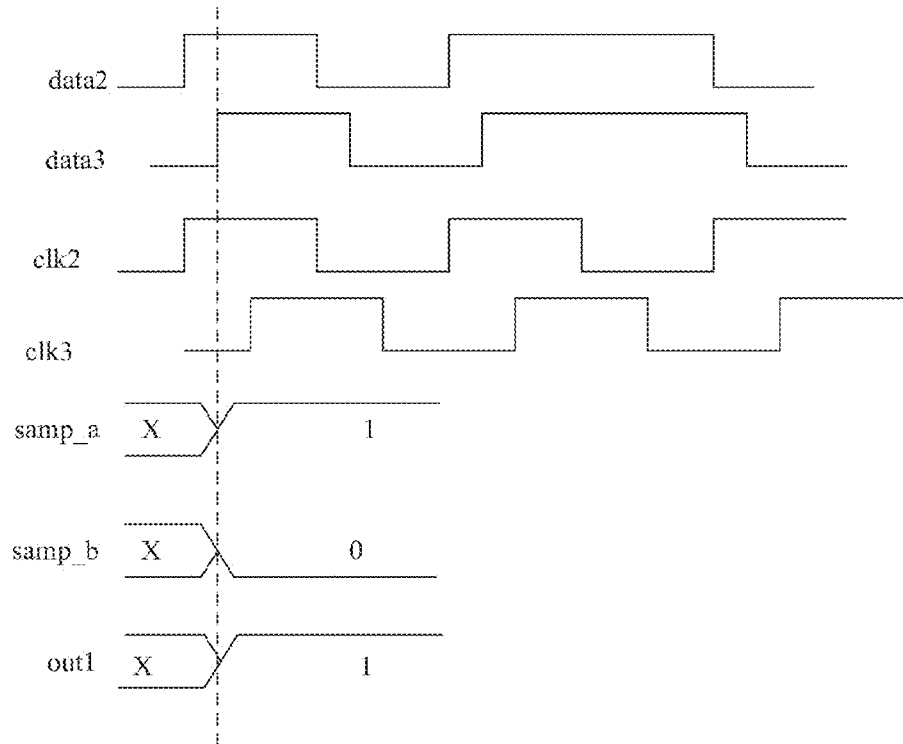 data2
data3
clk2
clk3
samp_a X 1
samp_b X 0
out1 X 1